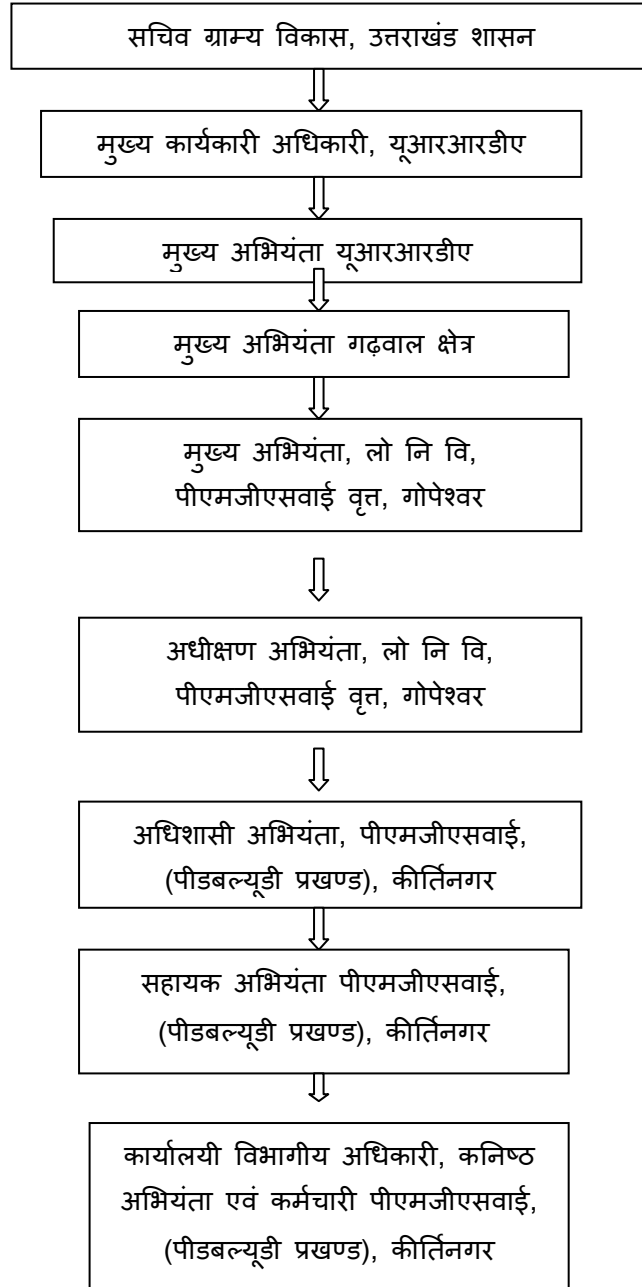 सचिव ग्राम्य विकास, उत्तराखंड शासन
मुख्य कार्यकारी अधिकारी, यूआरआरडीए
मुख्य अभियंता यूआरआरडीए
मुख्य अभियंता गढ़वाल क्षेत्र
मुख्य अभियंता, लो नि वि,
पीएमजीएसवाई वृत्त, गोपेश्वर
अधीक्षण अभियंता, लो नि वि,
पीएमजीएसवाई वृत्त, गोपेश्वर
अधिशासी अभियंता, पीएमजीएसवाई,
(पीडबल्यूडी प्रखण्ड), कीर्तिनगर
सहायक अभियंता पीएमजीएसवाई,
(पीडबल्यूडी प्रखण्ड), कीर्तिनगर
कार्यालयी विभागीय अधिकारी, कनिष्ठ
अभियंता एवं कर्मचारी पीएमजीएसवाई,
(पीडबल्यूडी प्रखण्ड), कीर्तिनगर